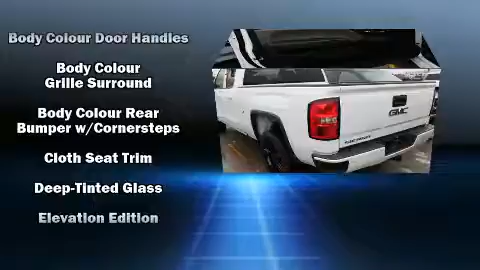 Body Colour Door Handles
Body Colour
Grille Surround
Body Colour Rear
Bumper w/Cornersteps
Cloth Seat Trim
Deep-Tinted Glass
Elevation Edition
GMC